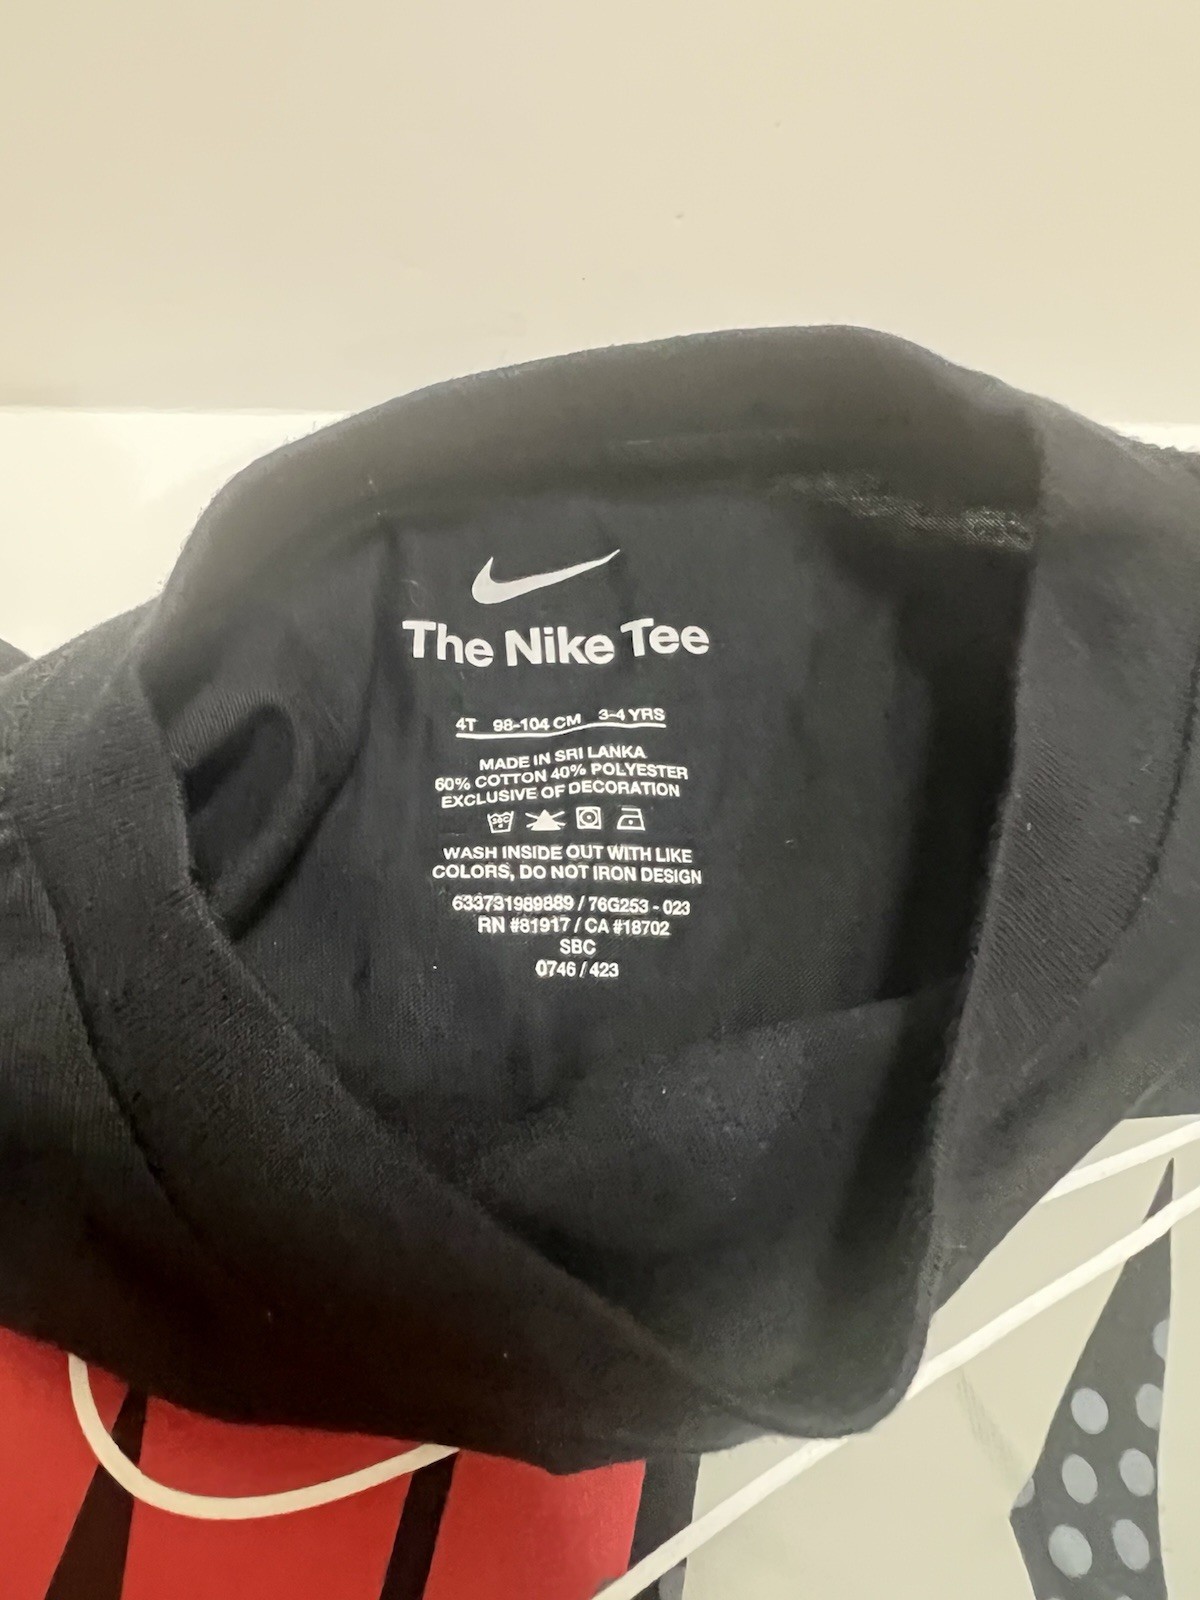 The Nike Tee
4T 98-104 CM 3-4 YRS
MADE IN SRI LANKA
60% COTTON 40% POLYESTER
EXCLUSIVE OF DECORATION
SBC
WASH INSIDE OUT WITH LIKE
COLORS, DO NOT IRON DESIGN
633731989889 / 76G253 - 023
RN #81917 / CA #18702
SBC
0746 / 423